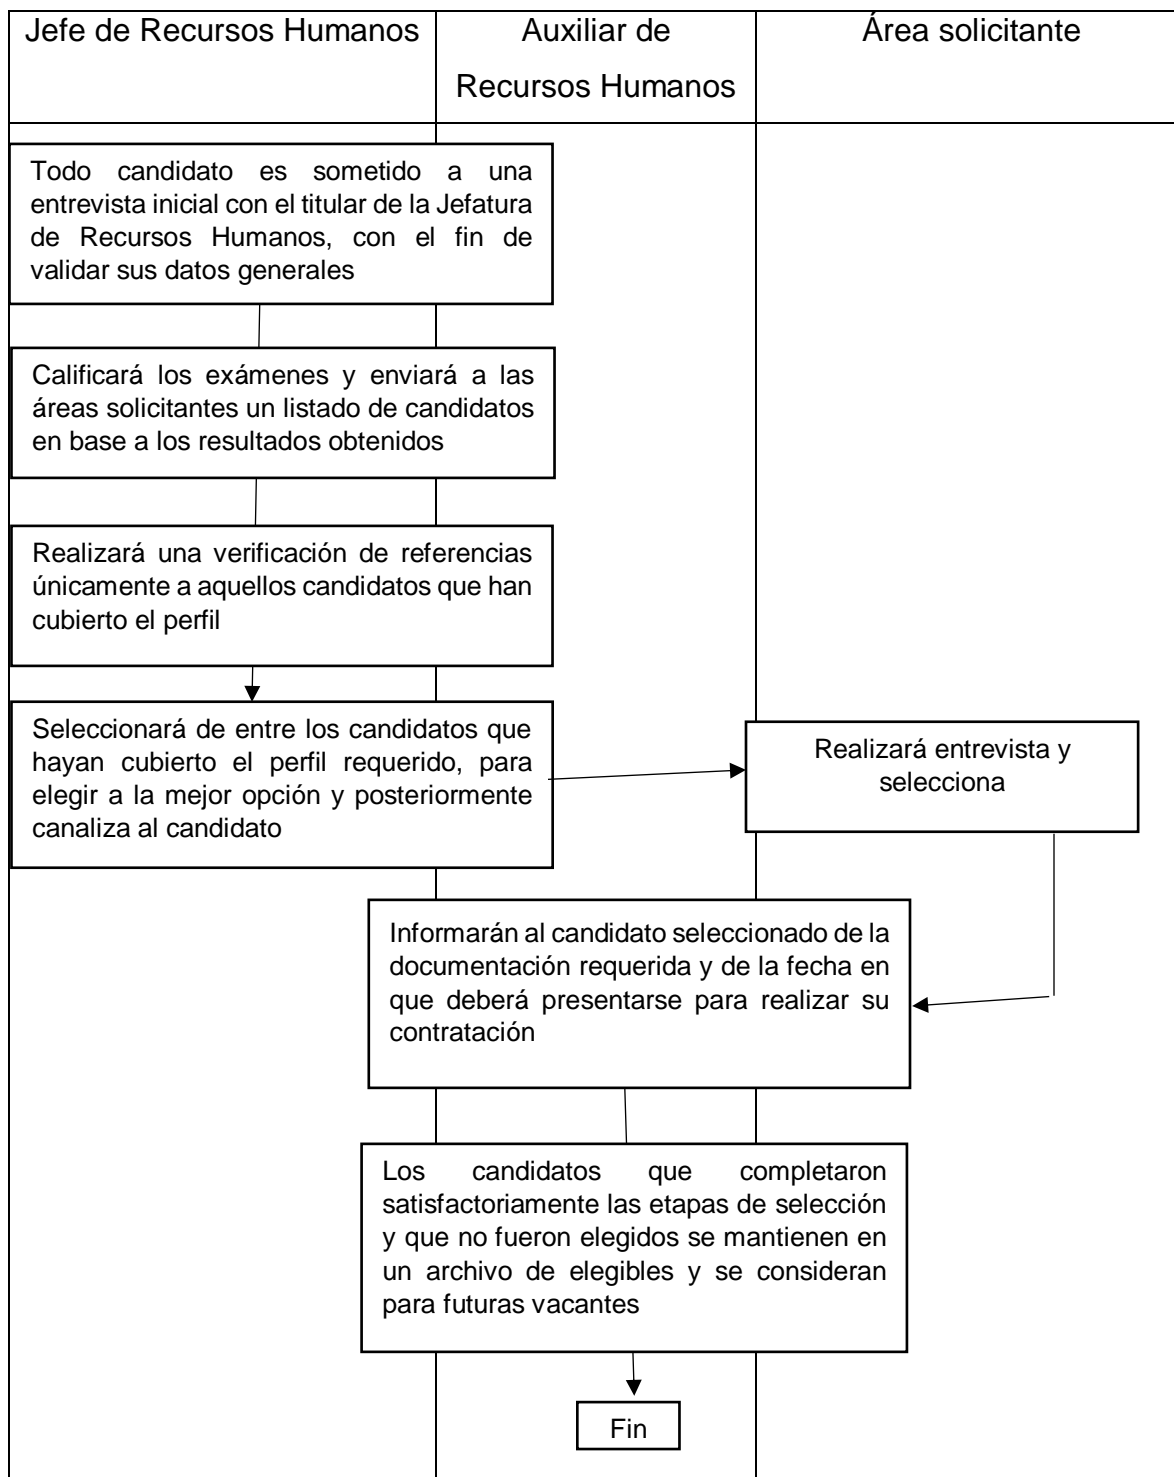 Jefe de Recursos Humanos
Auxiliar de
Recursos Humanos
Área solicitante
Todo candidato es sometido a una
entrevista inicial con el titular de la Jefatura
de Recursos Humanos, con el fin de
validar sus datos generales
Calificará los exámenes y enviará a las
áreas solicitantes un listado de candidatos
en base a los resultados obtenidos
Realizará una verificación de referencias
únicamente a aquellos candidatos que han
cubierto el perfil
Seleccionará de entre los candidatos que
hayan cubierto el perfil requerido, para
elegir a la mejor opción y posteriormente
canaliza al candidato
Realizará entrevista y
selecciona
Informarán al candidato seleccionado de la
documentación requerida y de la fecha en
que deberá presentarse para realizar su
contratación
Los candidatos que completaron
satisfactoriamente las etapas de selección
y que no fueron elegidos se mantienen en
un archivo de elegibles y se consideran
para futuras vacantes
Fin